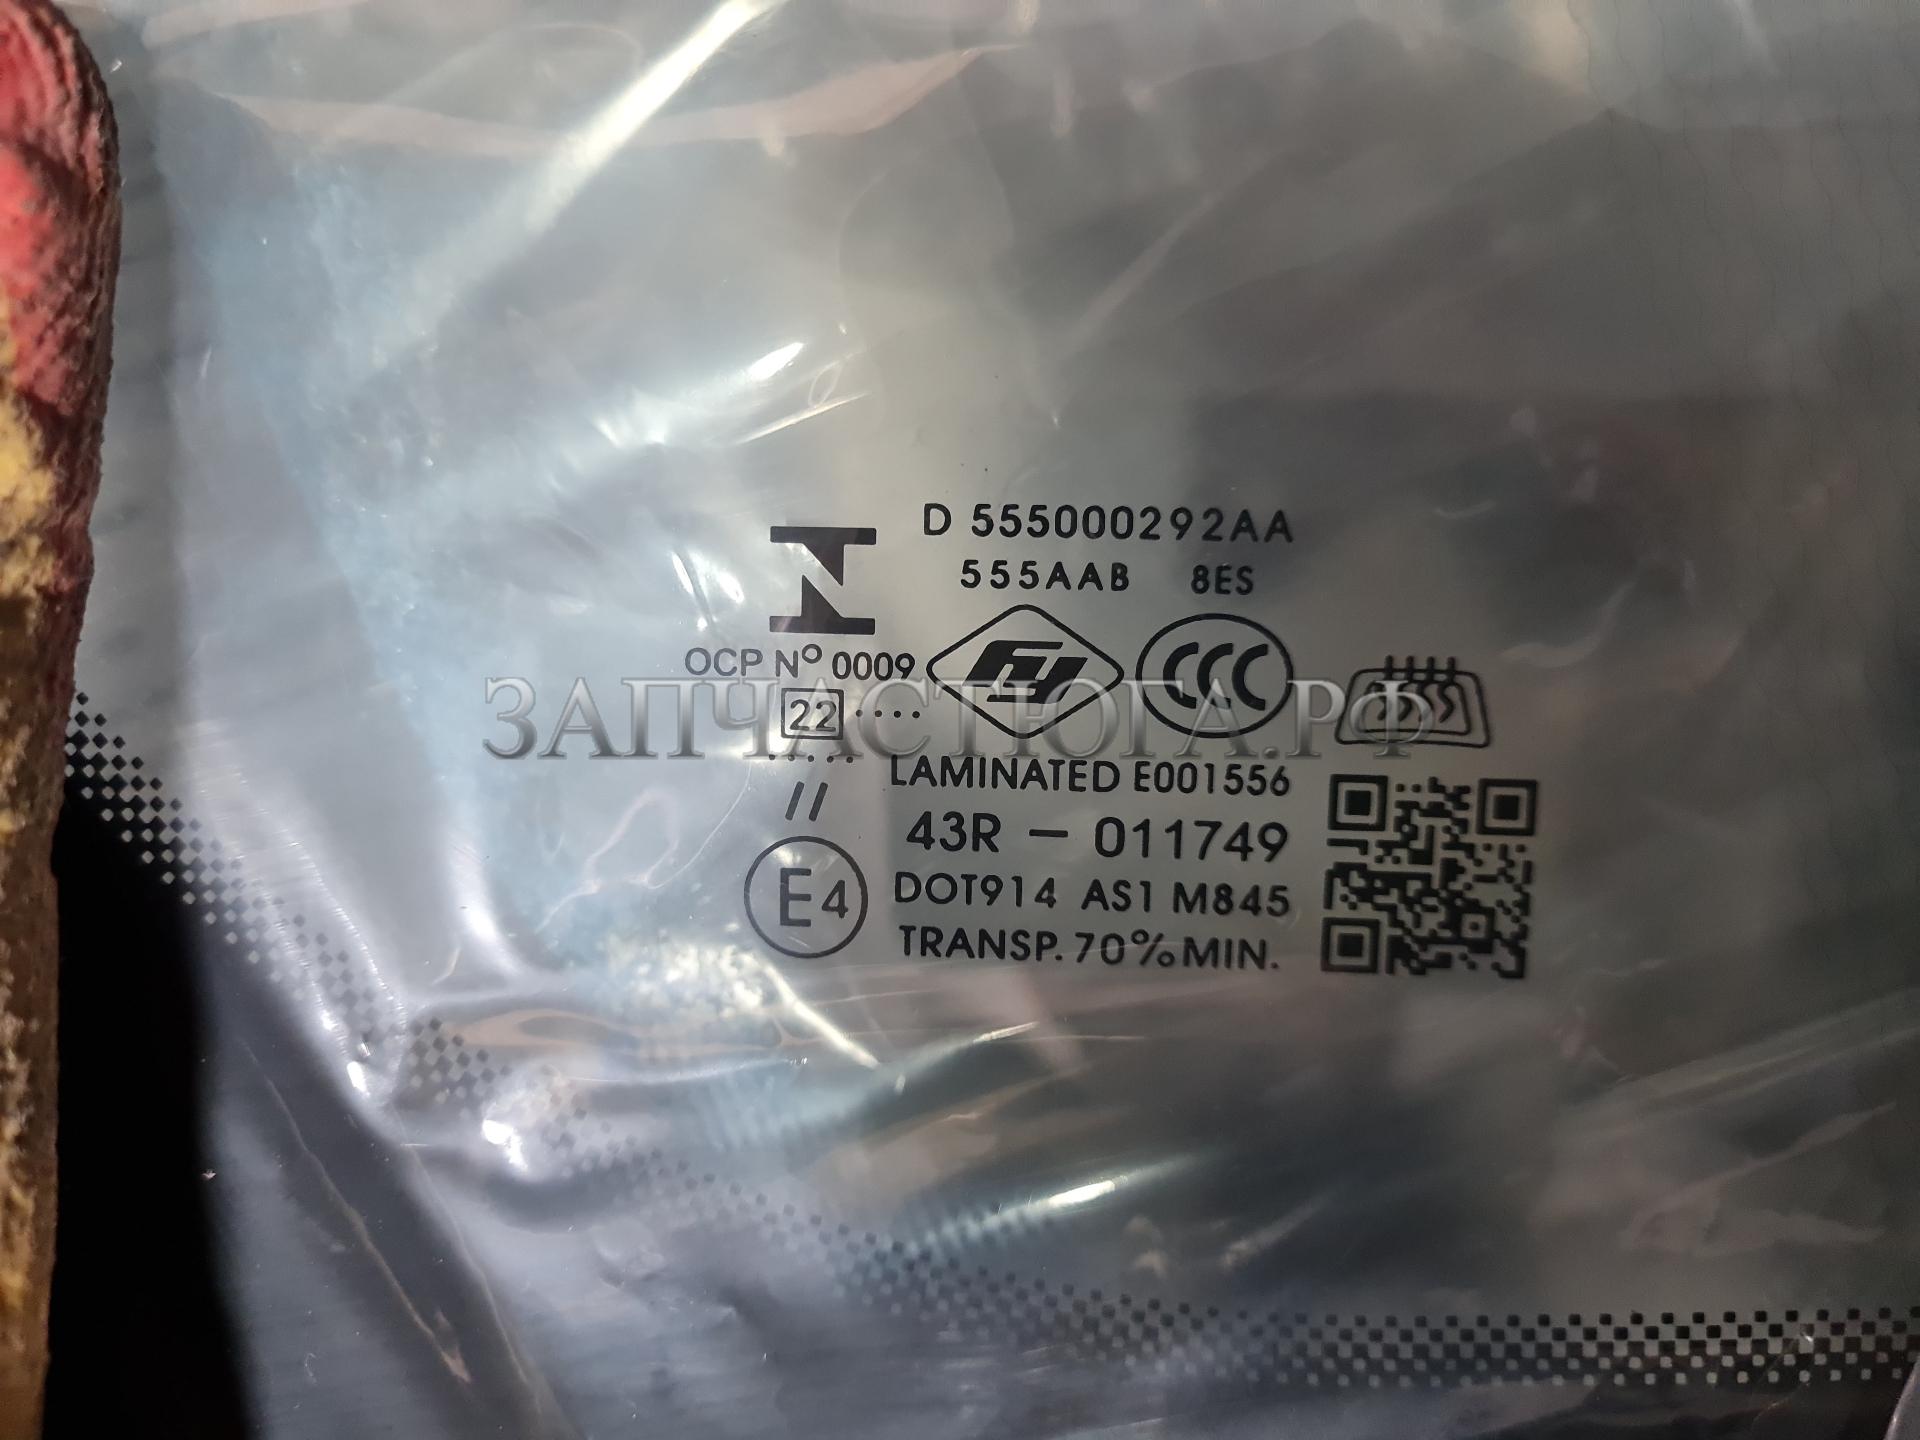 D 555000292AA
555AAB 8ES
OCP Nº 0009
FY
CCC
ЗАПЧАСТЮГА.РФ
22 ····
·····
LAMINATED E001556
//
43R – 011749
E4
DOT914 AS1 M845
TRANSP. 70% MIN.